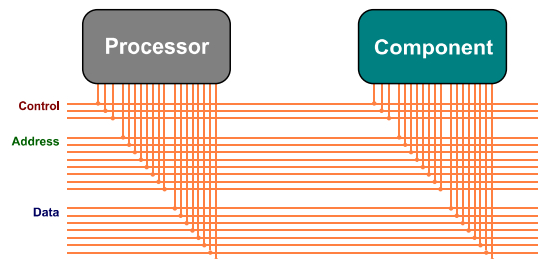 Processor
Component
Control
Address
Data